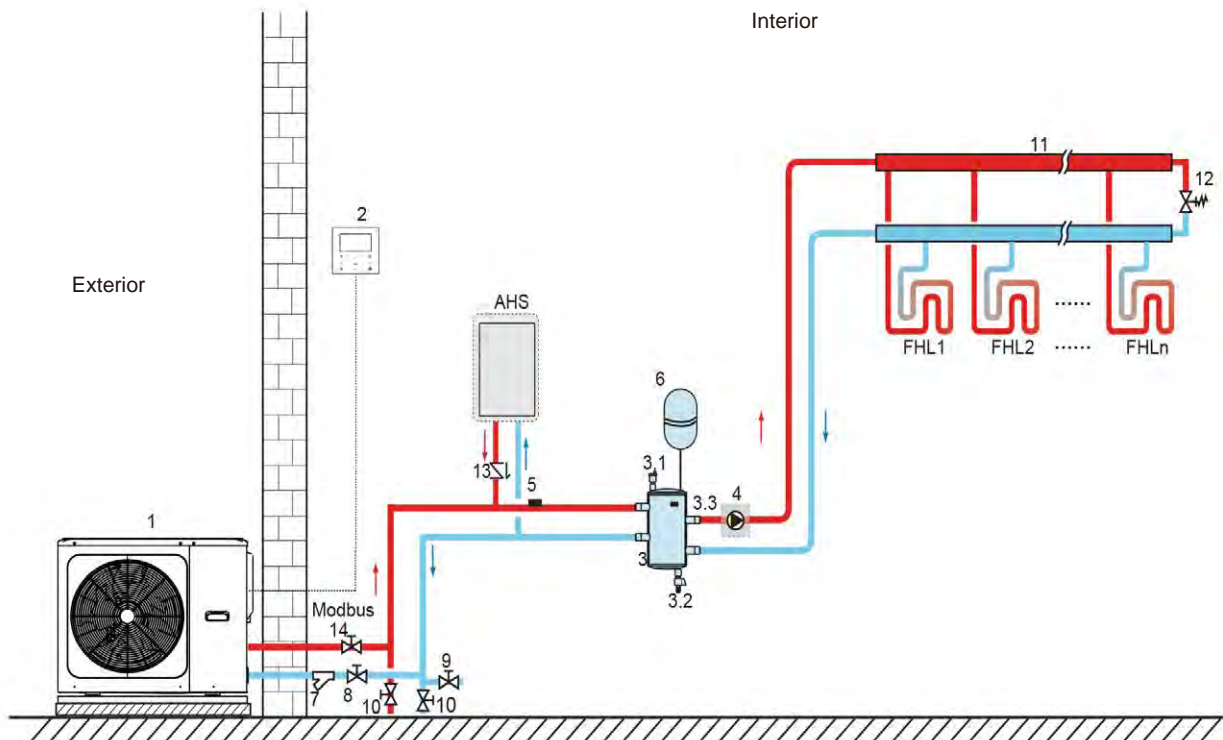 Interior
11
12
2
Exterior
AHS
FHL1
FHL2
......
FHLn
......
6
13
5
3.1
3.3
4
1
3
3.2
Modbus
14
9
7
8
10
10